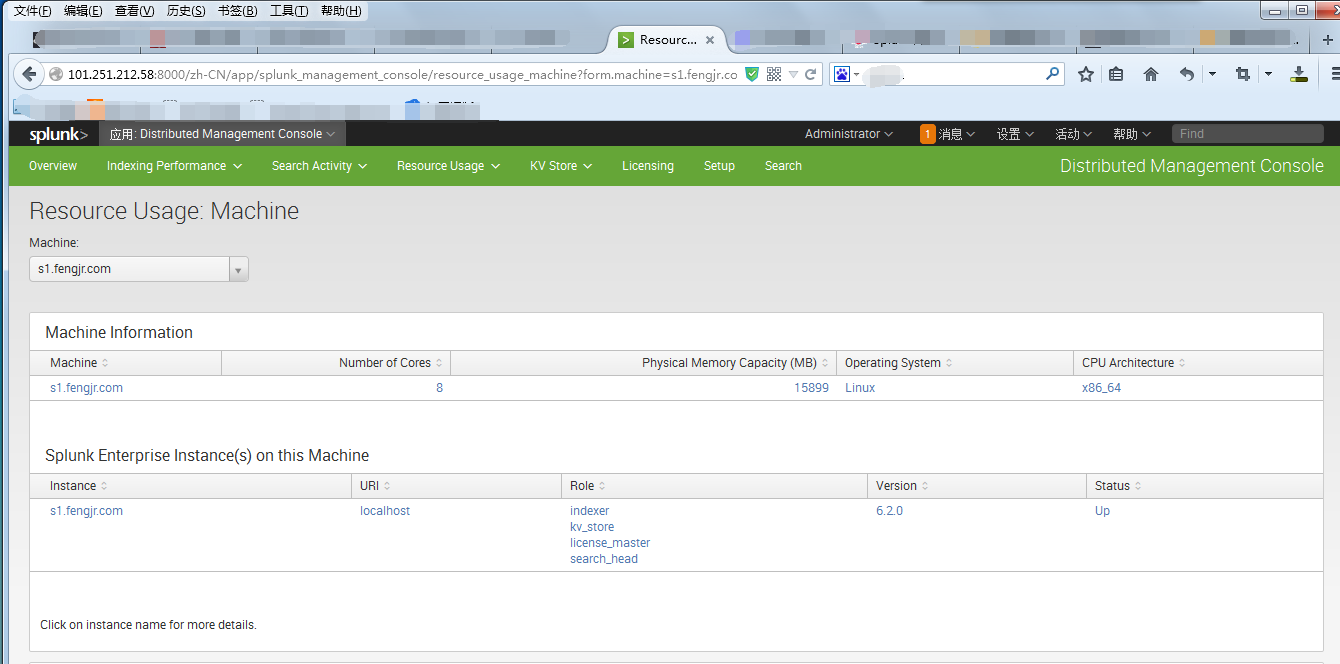 文件(F) 编辑(E) 查看(V) 历史(S) 书签(B) 工具(T) 帮助(H)
Resourc...
101.251.212.58:8000/zh-CN/app/splunk_management_console/resource_usage_machine?form.machine=s1.fengjr.co
splunk> 应用: Distributed Management Console Administrator 1 消息 设置 活动 帮助 Find
Overview Indexing Performance Search Activity Resource Usage KV Store Licensing Setup Search Distributed Management Console
Resource Usage: Machine
Machine:
s1.fengjr.com
Machine Information
Machine Number of Cores Physical Memory Capacity (MB) Operating System CPU Architecture
s1.fengjr.com 8 15899 Linux x86_64
Splunk Enterprise Instance(s) on this Machine
Instance URI Role Version Status
s1.fengjr.com localhost indexer 6.2.0 Up
kv_store
license_master
search_head
Click on instance name for more details.